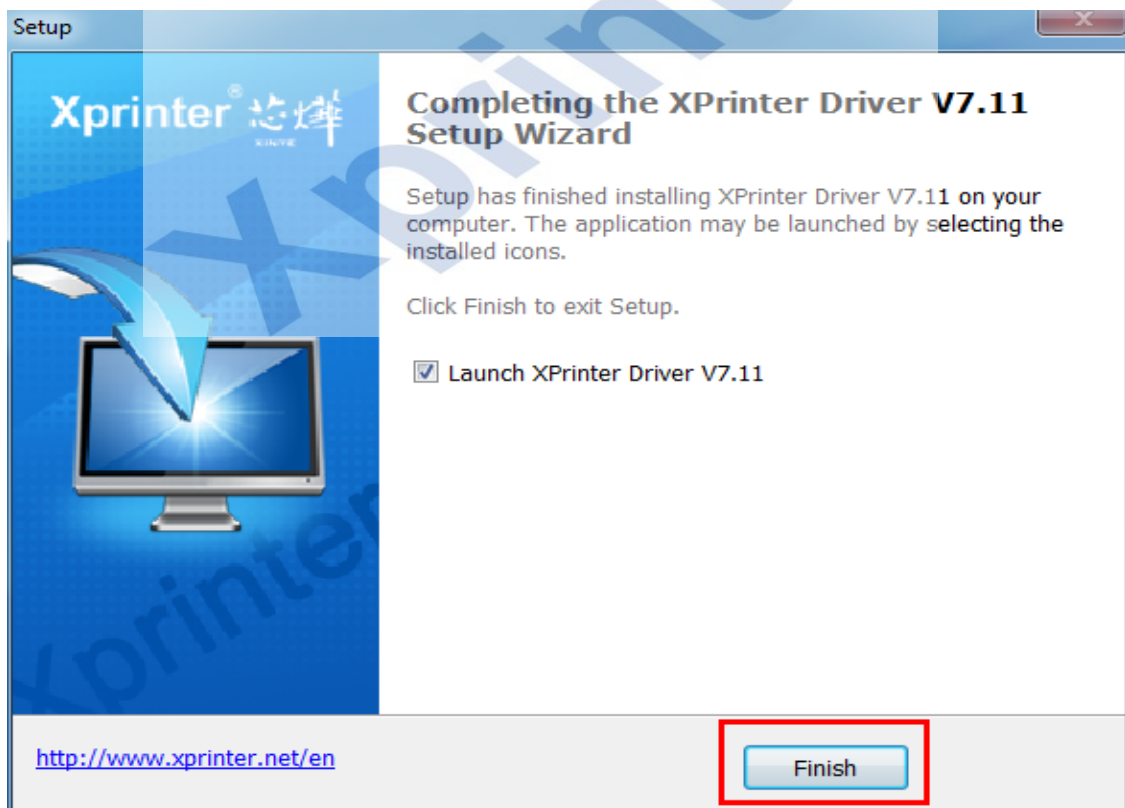 Setup
Xprinter® 芯烨
XINYE
Completing the XPrinter Driver V7.11
Setup Wizard
Setup has finished installing XPrinter Driver V7.11 on your
computer. The application may be launched by selecting the
installed icons.
Click Finish to exit Setup.
Launch XPrinter Driver V7.11
Xprinter
http://www.xprinter.net/en
Finish